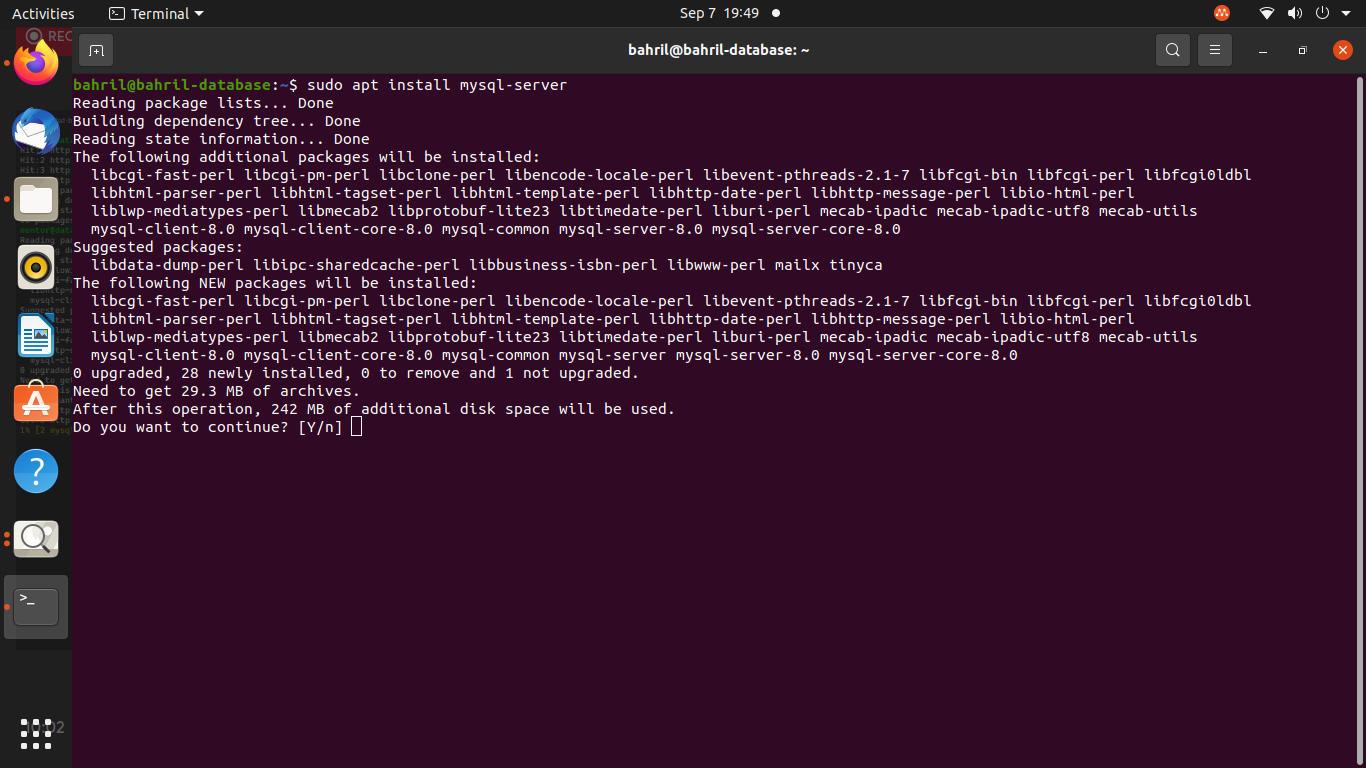 Activities Terminal Sep 7 19:49
REC
bahril@bahril-database: ~
bahril@bahril-database:~$ sudo apt install mysql-server
Reading package lists... Done
Building dependency tree... Done
Reading state information... Done
The following additional packages will be installed:
libcgi-fast-perl libcgi-pm-perl libclone-perl libencode-locale-perl libevent-pthreads-2.1-7 libfcgi-bin libfcgi-perl libfcgi0ldbl
libhtml-parser-perl libhtml-tagset-perl libhtml-template-perl libhttp-date-perl libhttp-message-perl libio-html-perl
liblwp-mediatypes-perl libmecab2 libprotobuf-lite23 libtimedate-perl liburi-perl mecab-ipadic mecab-ipadic-utf8 mecab-utils
mysql-client-8.0 mysql-client-core-8.0 mysql-common mysql-server-8.0 mysql-server-core-8.0
Suggested packages:
libdata-dump-perl libipc-sharedcache-perl libbusiness-isbn-perl libwww-perl mailx tinyca
The following NEW packages will be installed:
libcgi-fast-perl libcgi-pm-perl libclone-perl libencode-locale-perl libevent-pthreads-2.1-7 libfcgi-bin libfcgi-perl libfcgi0ldbl
libhtml-parser-perl libhtml-tagset-perl libhtml-template-perl libhttp-date-perl libhttp-message-perl libio-html-perl
liblwp-mediatypes-perl libmecab2 libprotobuf-lite23 libtimedate-perl liburi-perl mecab-ipadic mecab-ipadic-utf8 mecab-utils
mysql-client-8.0 mysql-client-core-8.0 mysql-common mysql-server mysql-server-8.0 mysql-server-core-8.0
0 upgraded, 28 newly installed, 0 to remove and 1 not upgraded.
Need to get 29.3 MB of archives.
After this operation, 242 MB of additional disk space will be used.
Do you want to continue? [Y/n]